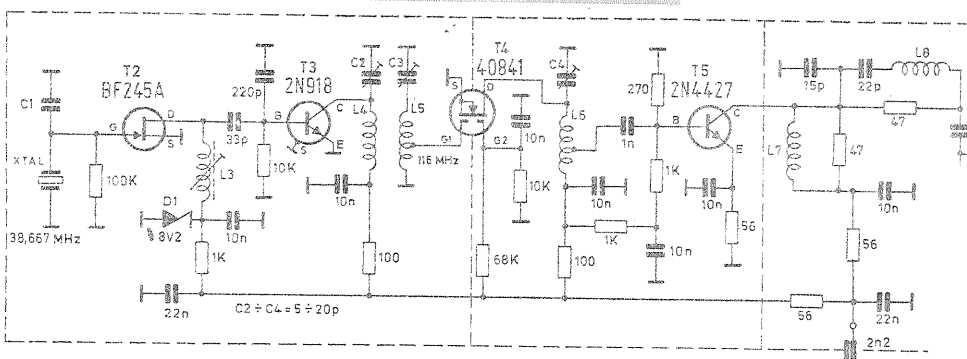 T2
BF245A
T3
2N918
T4
40841
T5
2N4427
C1
XTAL
38,667 MHz
G
D
S
100K
33p
220p
L3
D1
8V2
1K
10n
22n
B
C
E
S
10K
C2
L4
10n
100
C3
L5
G1
116 MHz
S
D
G2
10n
10K
68K
C4
L6
1n
10n
100
1K
270
1K
10n
B
C
E
10n
56
15p
22p
L8
47
L7
47
56
56
22n
2n2
C2÷C4=5÷20p